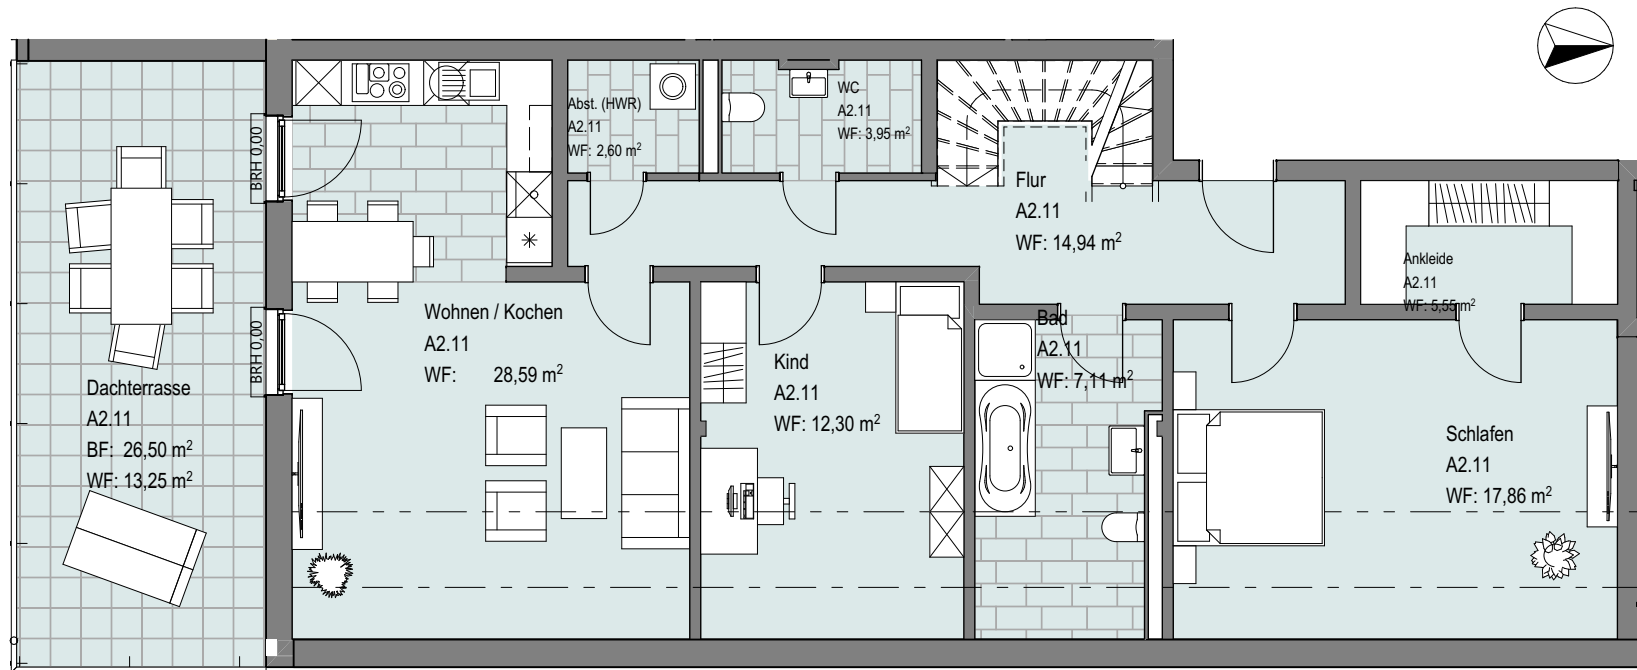 Abst. (HWR)
A2.11
WF: 2,60 m²
WC
A2.11
WF: 3,95 m²
BRH 0,00
Flur
A2.11
WF: 14,94 m²
Ankleide
A2.11
WF: 5,55 m²
Wohnen / Kochen
A2.11
WF: 28,59 m²
Bad
A2.11
WF: 7,11 m²
BRH 0,00
Kind
A2.11
WF: 12,30 m²
Dachterrasse
A2.11
BF: 26,50 m²
WF: 13,25 m²
Schlafen
A2.11
WF: 17,86 m²